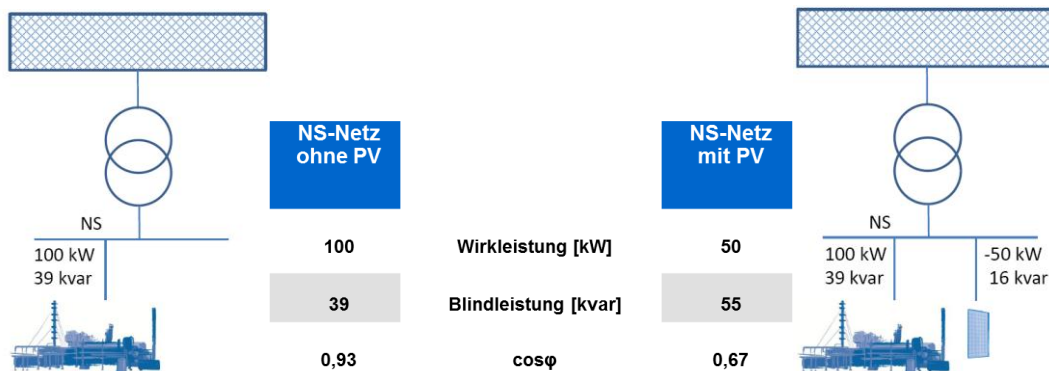 NS-Netz
ohne PV
NS-Netz
mit PV
NS
NS
100 kW
39 kvar
100 Wirkleistung [kW] 50
39 Blindleistung [kvar] 55
0,93 cosφ 0,67
100 kW
39 kvar
-50 kW
16 kvar